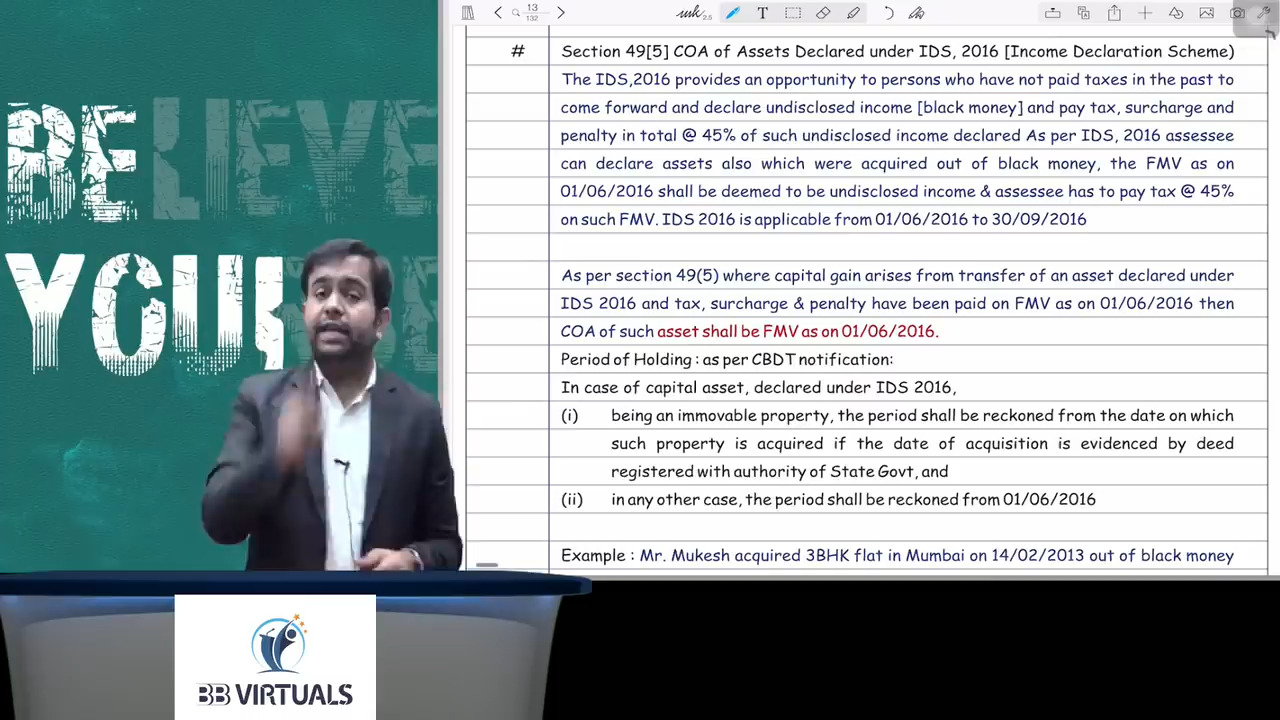 BELIEVE
YOUR
13
132
T
2.5
# Section 49[5] COA of Assets Declared under IDS, 2016 [Income Declaration Scheme)
The IDS,2016 provides an opportunity to persons who have not paid taxes in the past to
come forward and declare undisclosed income [black money] and pay tax, surcharge and
penalty in total @ 45% of such undisclosed income declared As per IDS, 2016 assessee
can declare assets also which were acquired out of black money, the FMV as on
01/06/2016 shall be deemed to be undisclosed income & assessee has to pay tax @ 45%
on such FMV. IDS 2016 is applicable from 01/06/2016 to 30/09/2016
As per section 49(5) where capital gain arises from transfer of an asset declared under
IDS 2016 and tax, surcharge & penalty have been paid on FMV as on 01/06/2016 then
COA of such asset shall be FMV as on 01/06/2016.
Period of Holding : as per CBDT notification:
In case of capital asset, declared under IDS 2016,
(i) being an immovable property, the period shall be reckoned from the date on which
such property is acquired if the date of acquisition is evidenced by deed
registered with authority of State Govt, and
(ii) in any other case, the period shall be reckoned from 01/06/2016
Example : Mr. Mukesh acquired 3BHK flat in Mumbai on 14/02/2013 out of black money
BB VIRTUALS